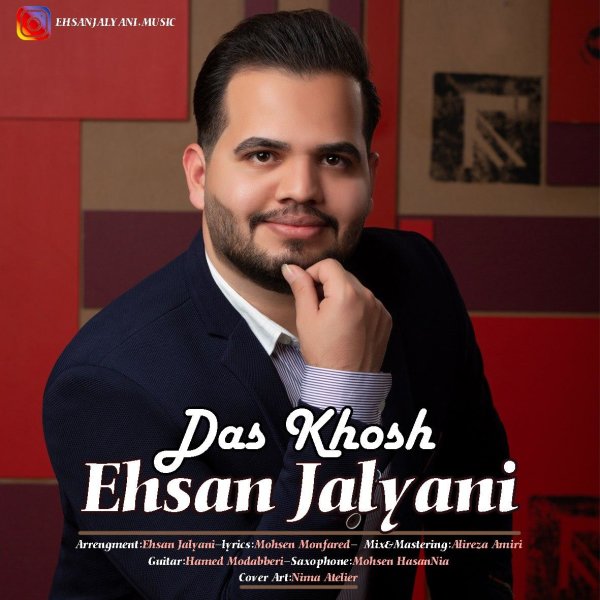 EHSANJALYANI.MUSIC
Das Khosh
Ehsan Jalyani
Arrengment:Ehsan Jalyani-lyrics:Mohsen Monfared- Mix&Mastering:Alireza Amiri
Guitar:Hamed Modabberi-Saxophone:Mohsen HasanNia
Cover Art:Nima Atelier